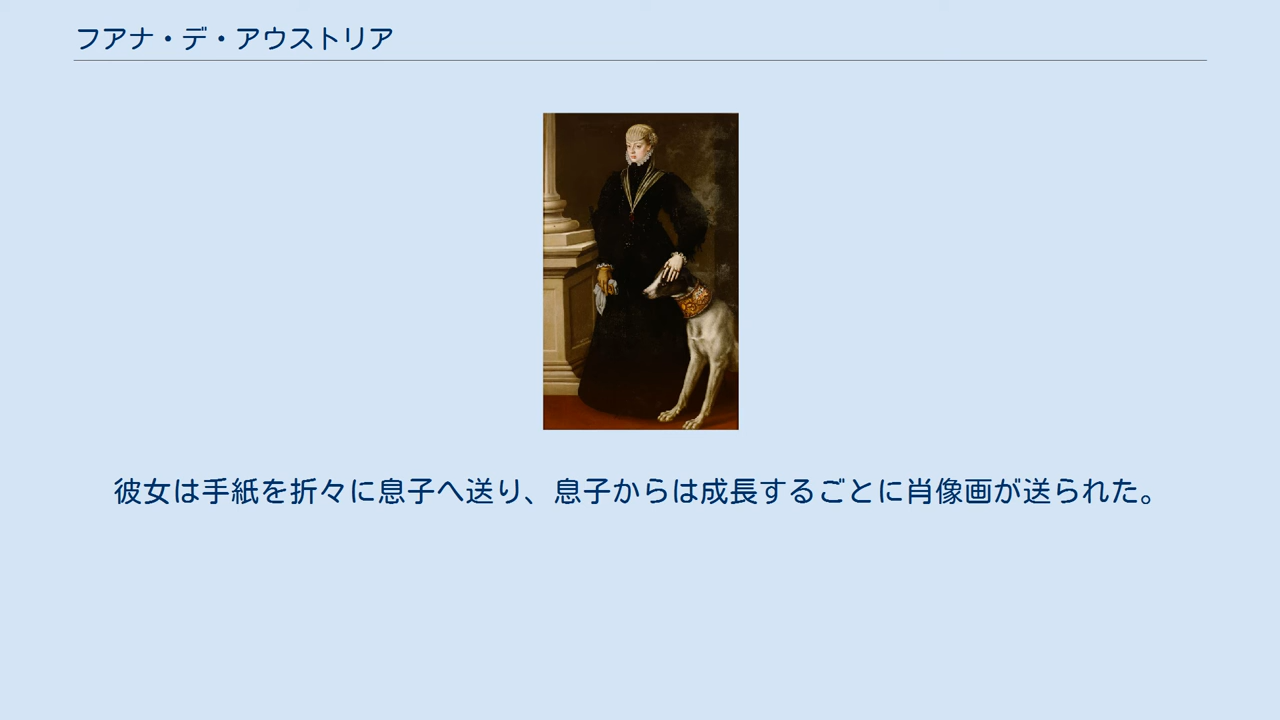 フアナ・デ・アウストリア
彼女は手紙を折々に息子へ送り、息子からは成長するごとに肖像画が送られた。